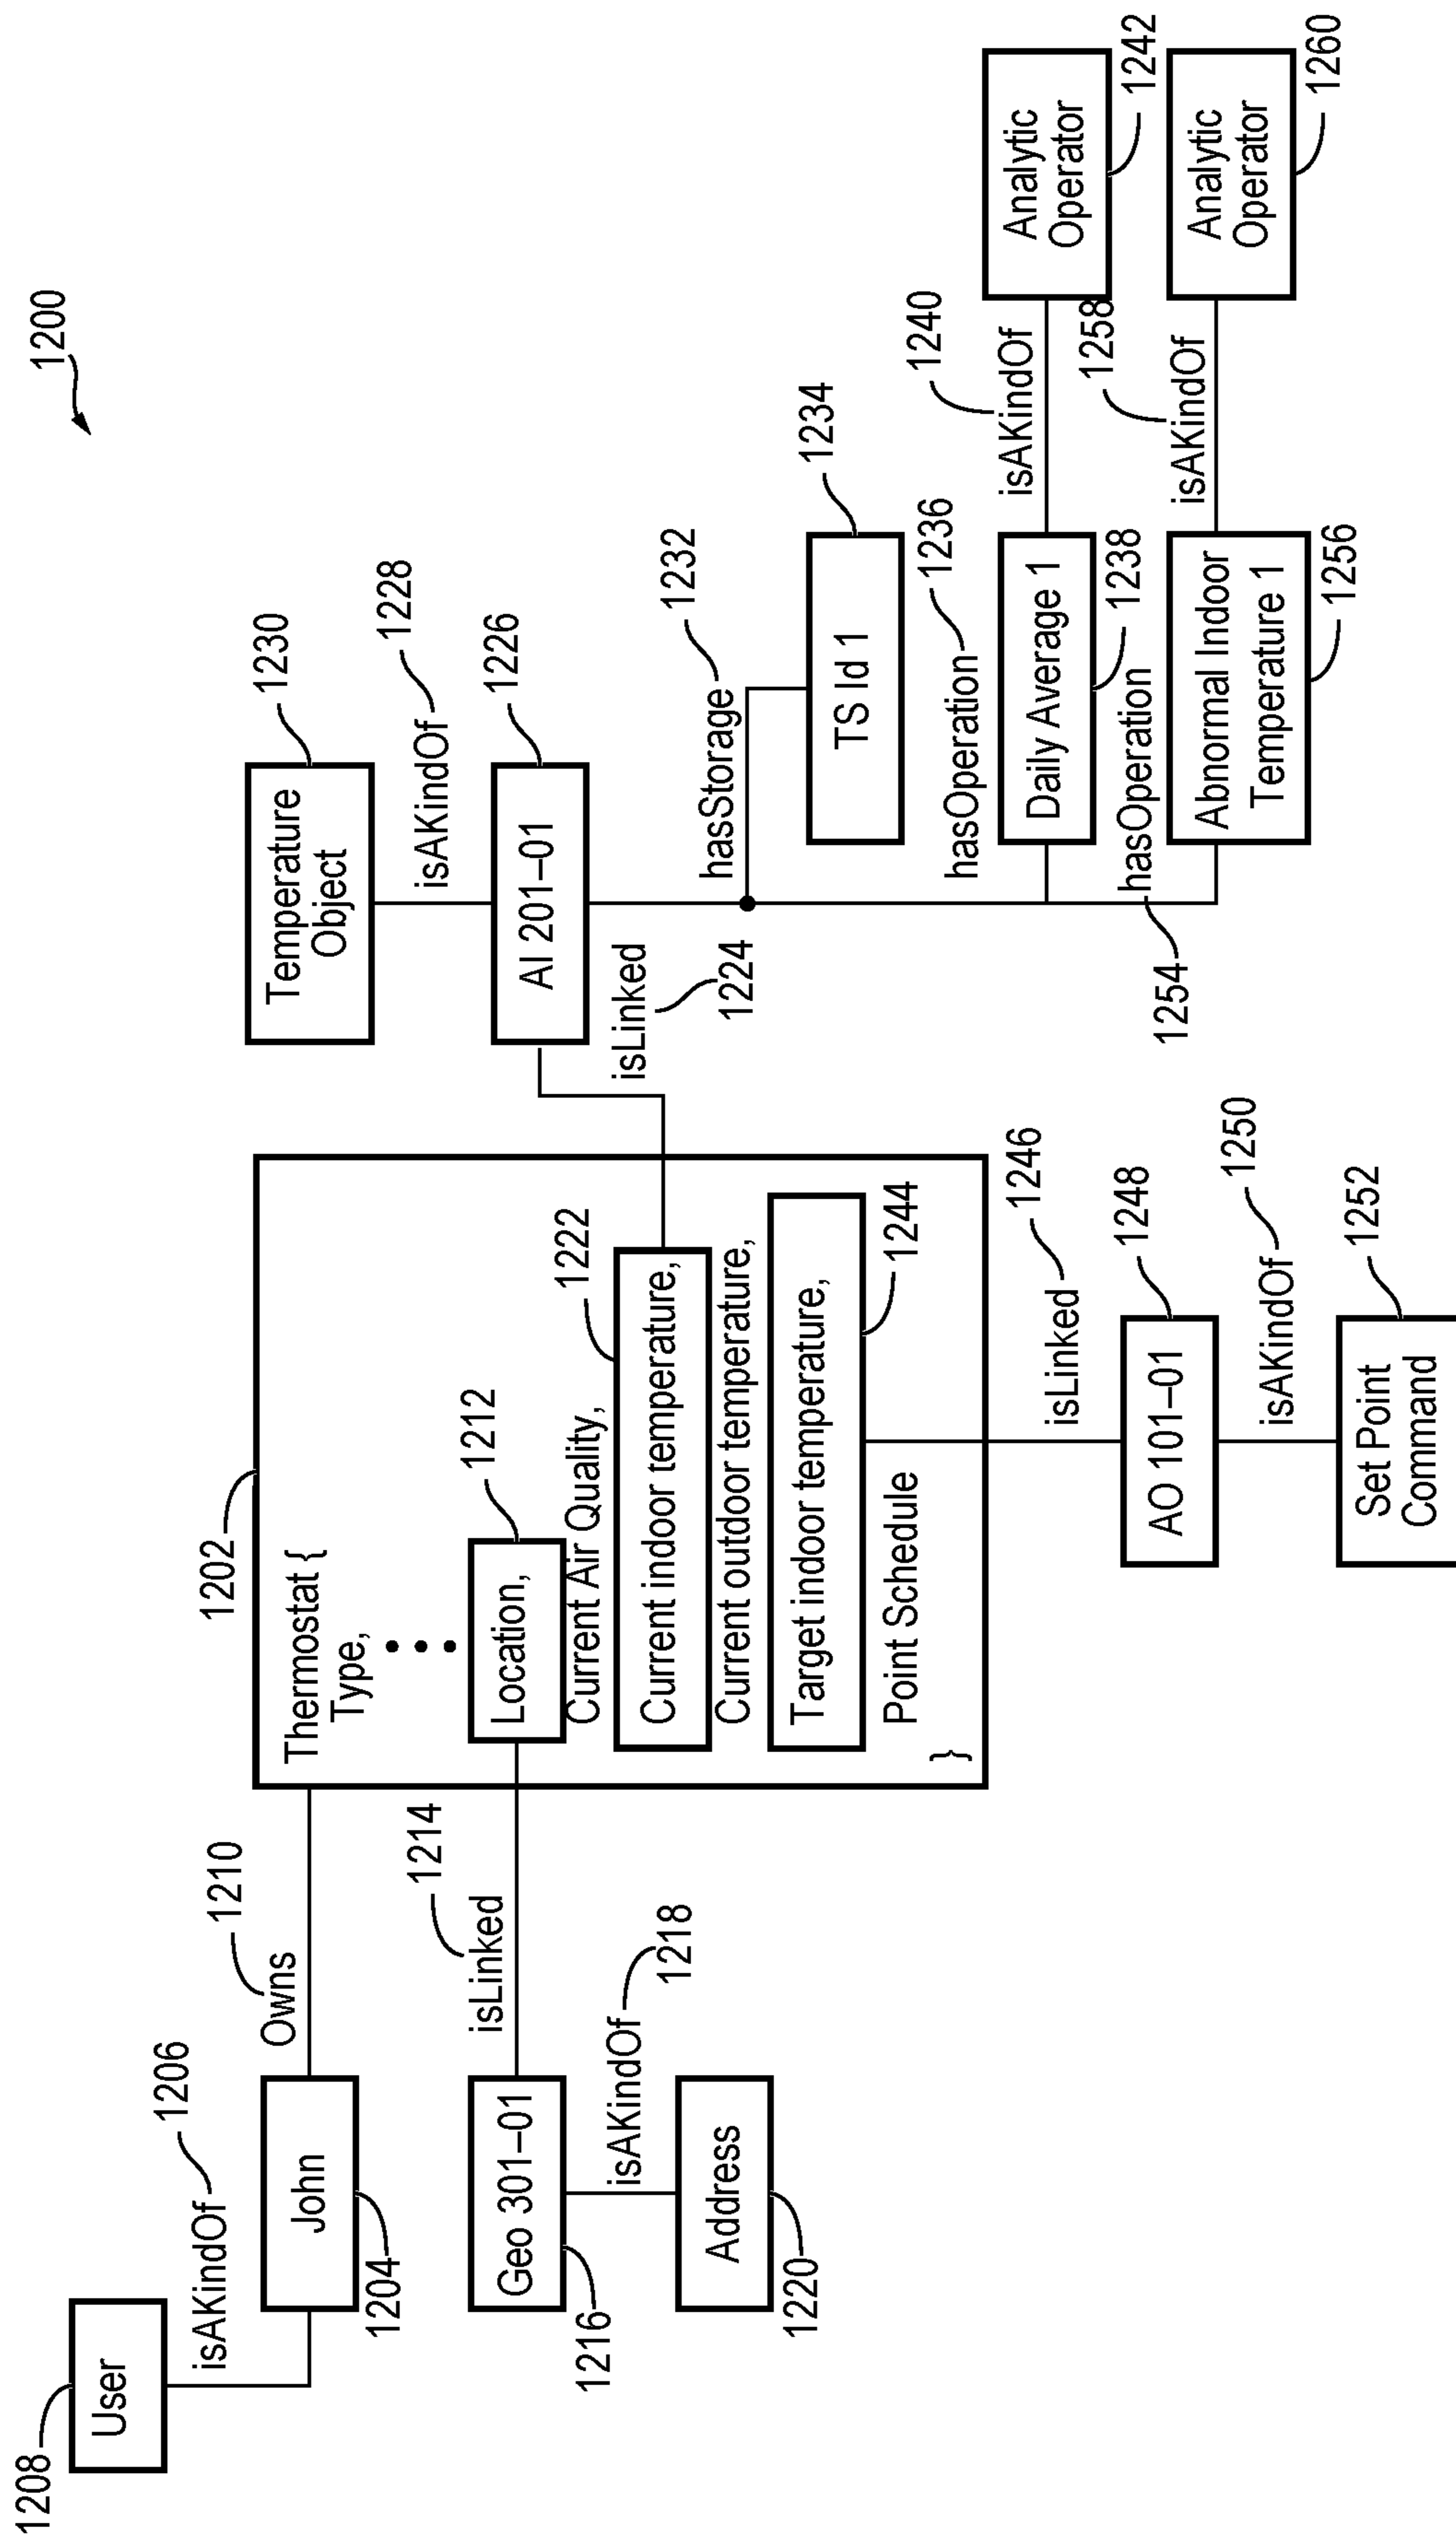 1200
1208
User
isAKindOf
1206
John
1204
Owns
1210
1202
Thermostat {
Type,
Location,
1212
Current Air Quality,
Current indoor temperature,
1222
Current outdoor temperature,
Target indoor temperature,
1244
Point Schedule
}
isLinked
1214
Geo 301–01
1216
isAKindOf
1218
Address
1220
Temperature
Object
1230
isAKindOf
1228
AI 201–01
1226
isLinked
1224
hasStorage
1232
TS Id 1
1234
hasOperation
1236
Daily Average 1
1238
isAKindOf
1240
Analytic
Operator
1242
hasOperation
1254
Abnormal Indoor
Temperature 1
1256
isAKindOf
1258
Analytic
Operator
1260
isLinked
1246
AO 101–01
1248
isAKindOf
1250
Set Point
Command
1252